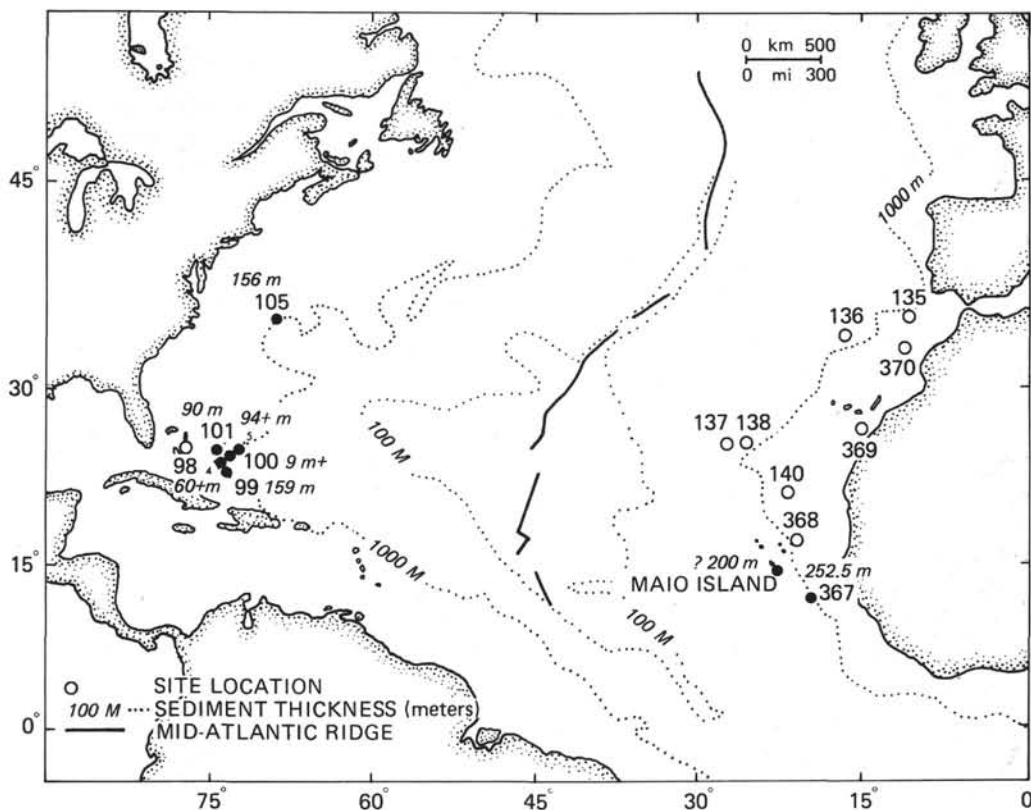 0 km 500
0 mi 300
45°
1000 m
156 m
105
136
135
370
30°
90 m
94+ m
101
137 138
369
98
100 9 m+
60+m
99 159 m
100 M
140
368
1000 M
15°
? 200 m
252.5 m
MAIO ISLAND
367
100 M
SITE LOCATION
100 M SEDIMENT THICKNESS (meters)
MID-ATLANTIC RIDGE
0°
75° 60° 45° 30° 15° 0